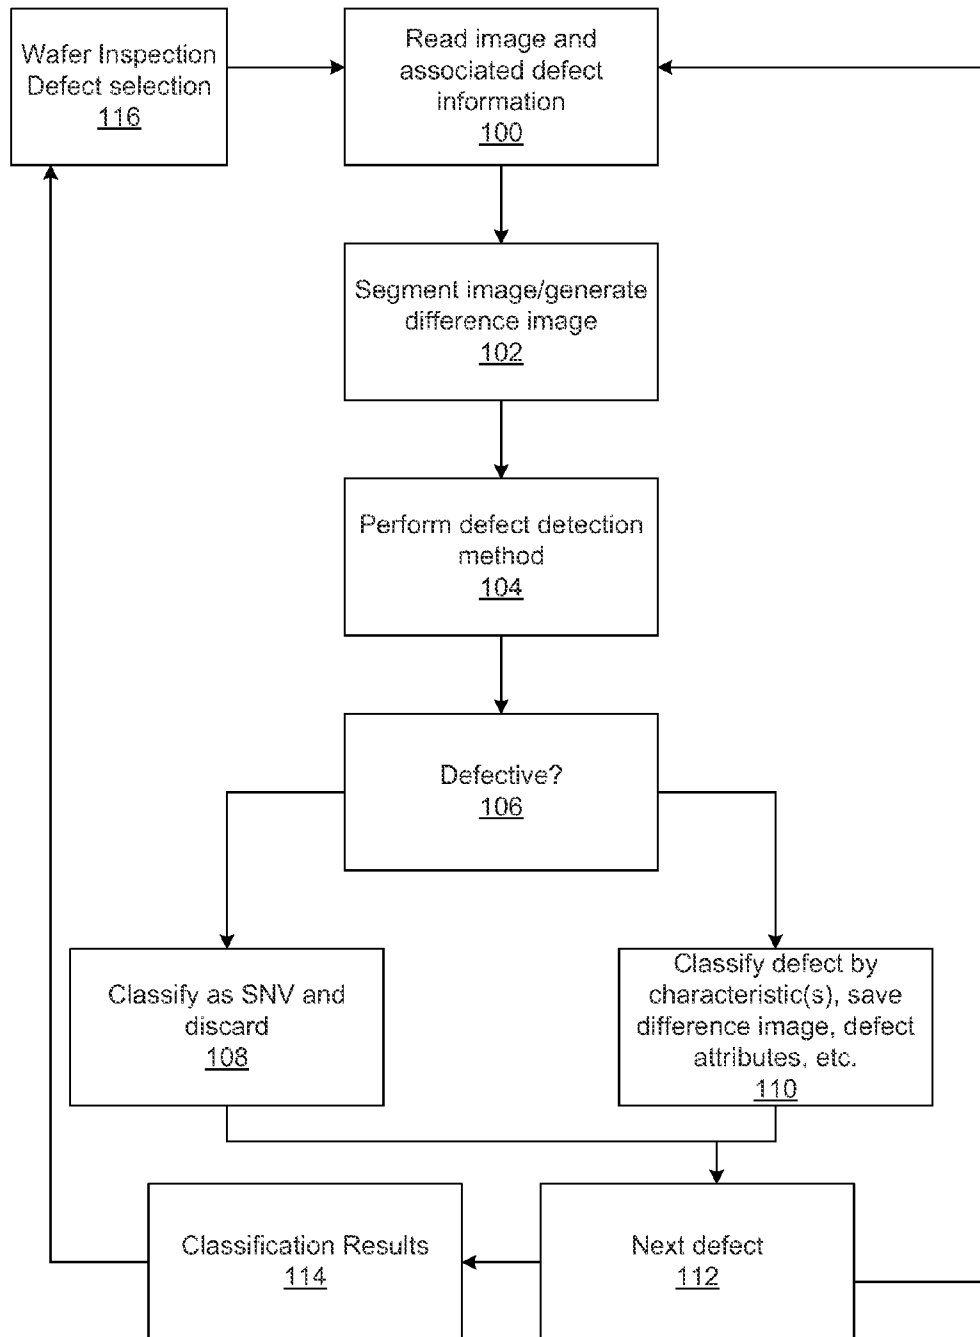 Wafer Inspection
Defect selection
116
Read image and
associated defect
information
100
Segment image/generate
difference image
102
Perform defect detection
method
104
Defective?
106
Classify as SNV and
discard
108
Classify defect by
characteristic(s), save
difference image, defect
attributes, etc.
110
Classification Results
114
Next defect
112